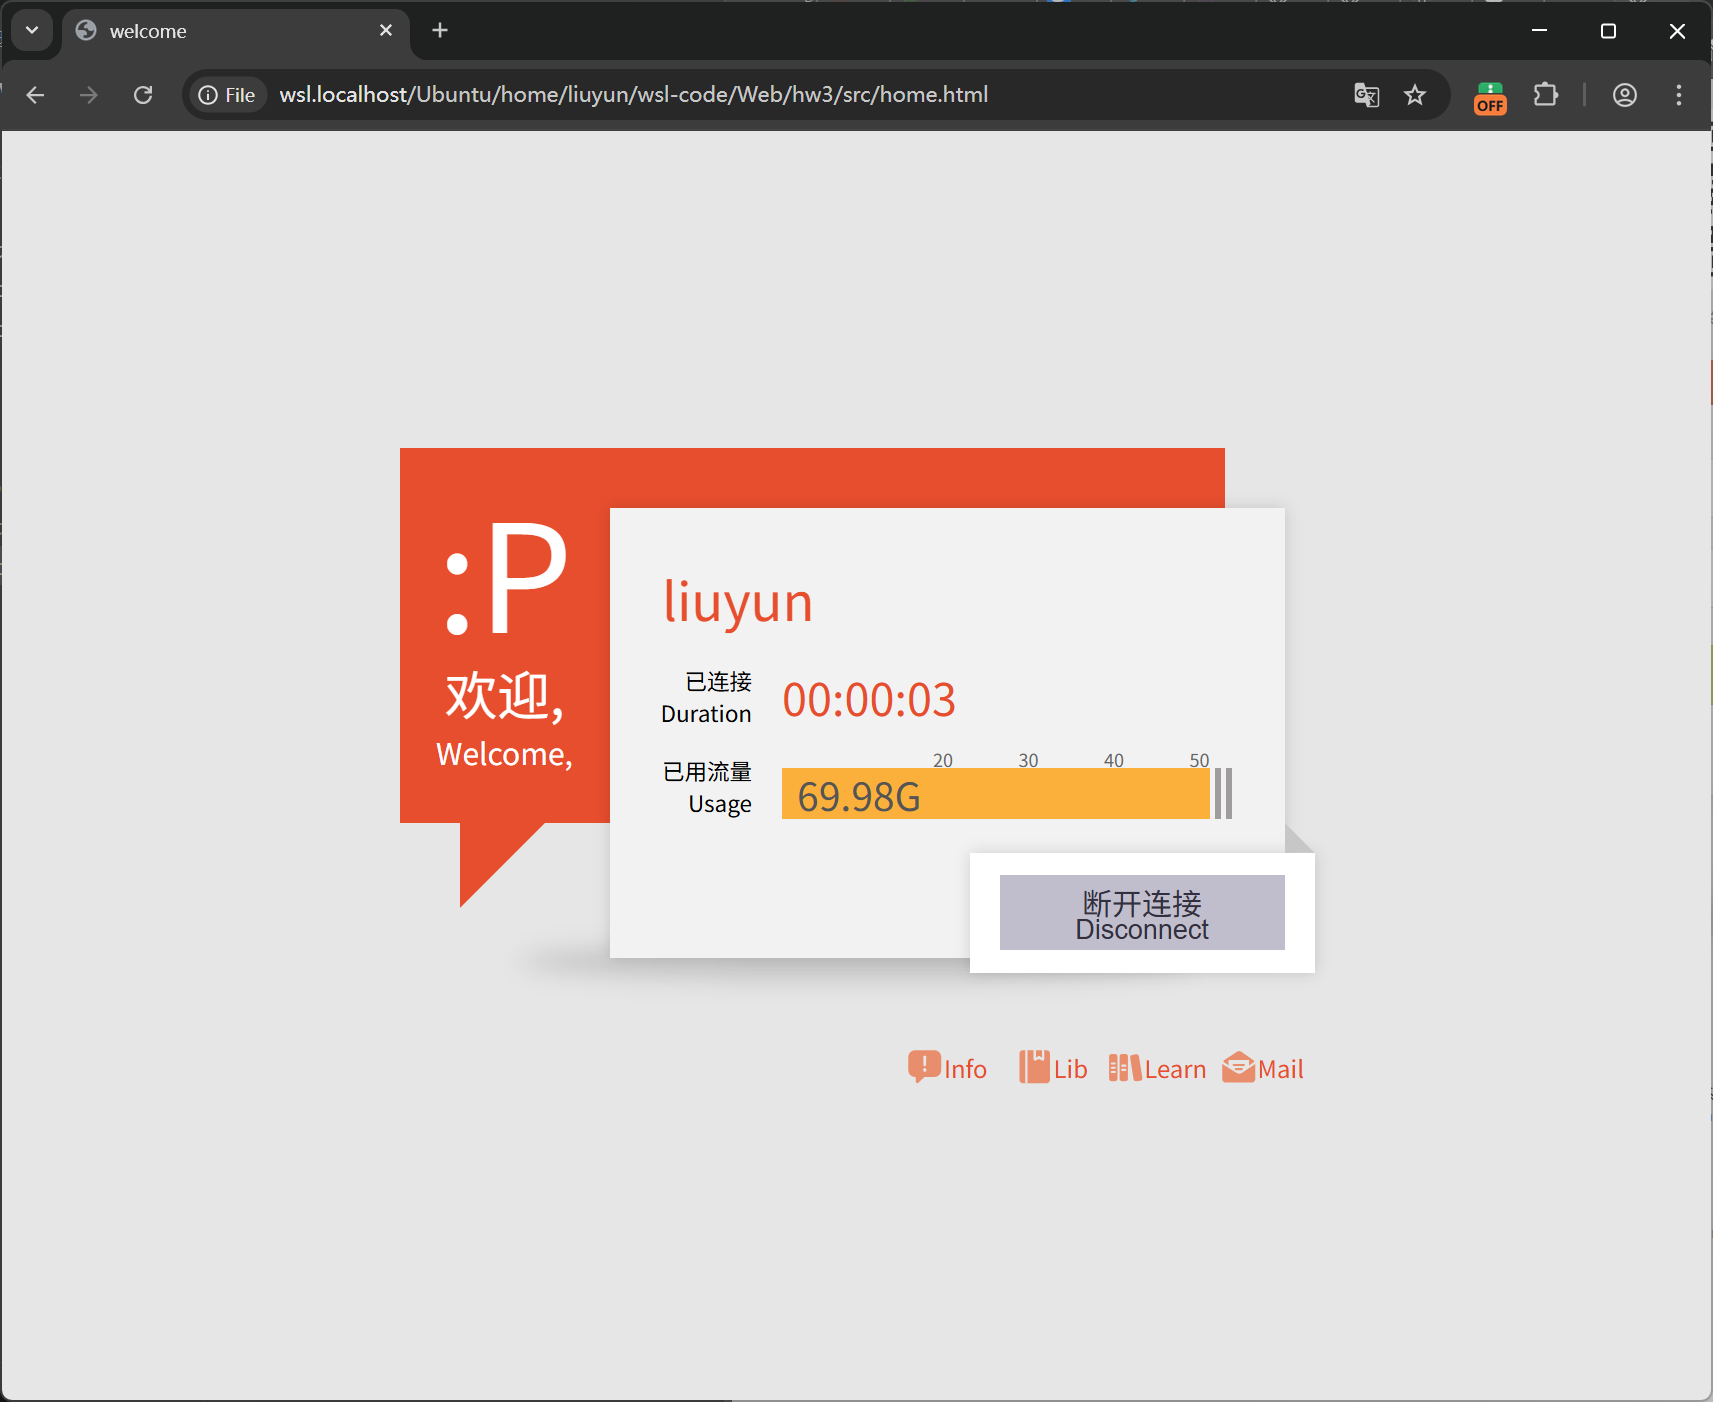 welcome
File
wsl.localhost/Ubuntu/home/liuyun/wsl-code/Web/hw3/src/home.html
OFF
:P
欢迎,
Welcome,
liuyun
已连接
Duration
00:00:03
已用流量
Usage
20 30 40 50
69.98G
断开连接
Disconnect
Info Lib Learn Mail